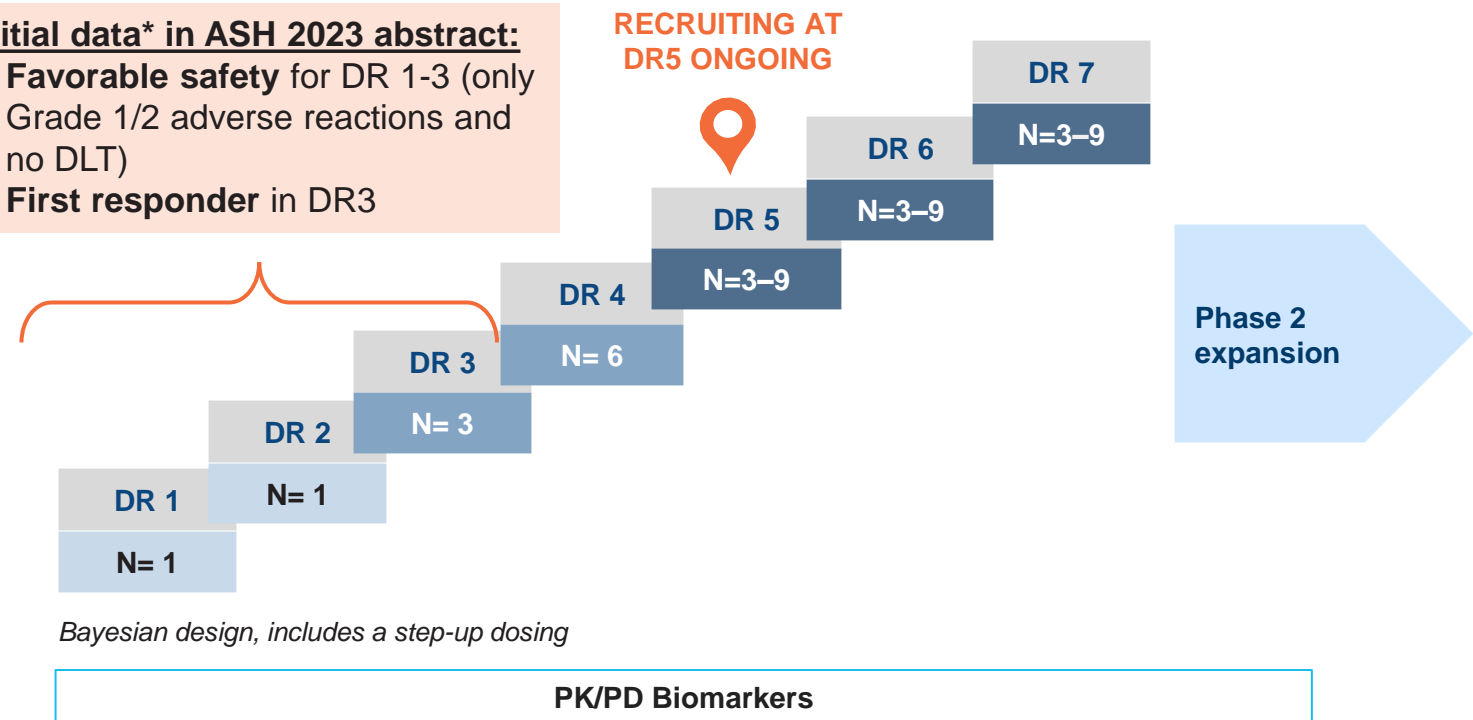 itial data* in ASH 2023 abstract:
Favorable safety for DR 1-3 (only
Grade 1/2 adverse reactions and
no DLT)
First responder in DR3
RECRUITING AT
DR5 ONGOING
DR 7
N=3–9
DR 6
N=3–9
DR 5
N=3–9
DR 4
N= 6
DR 3
N= 3
DR 2
N= 1
DR 1
N= 1
Phase 2
expansion
Bayesian design, includes a step-up dosing
PK/PD Biomarkers